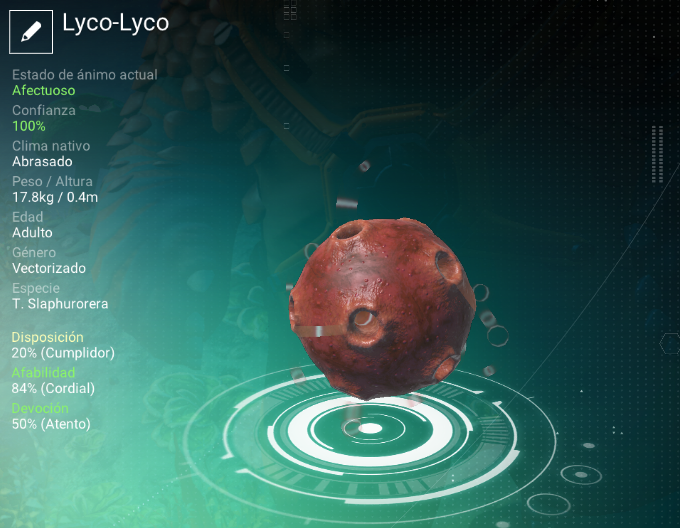 Lyco-Lyco
Estado de ánimo actual
Afectuoso
Confianza
100%
Clima nativo
Abrasado
Peso / Altura
17.8kg / 0.4m
Edad
Adulto
Género
Vectorizado
Especie
T. Slaphurorera
Disposición
20% (Cumplidor)
Afabilidad
84% (Cordial)
Devoción
50% (Atento)